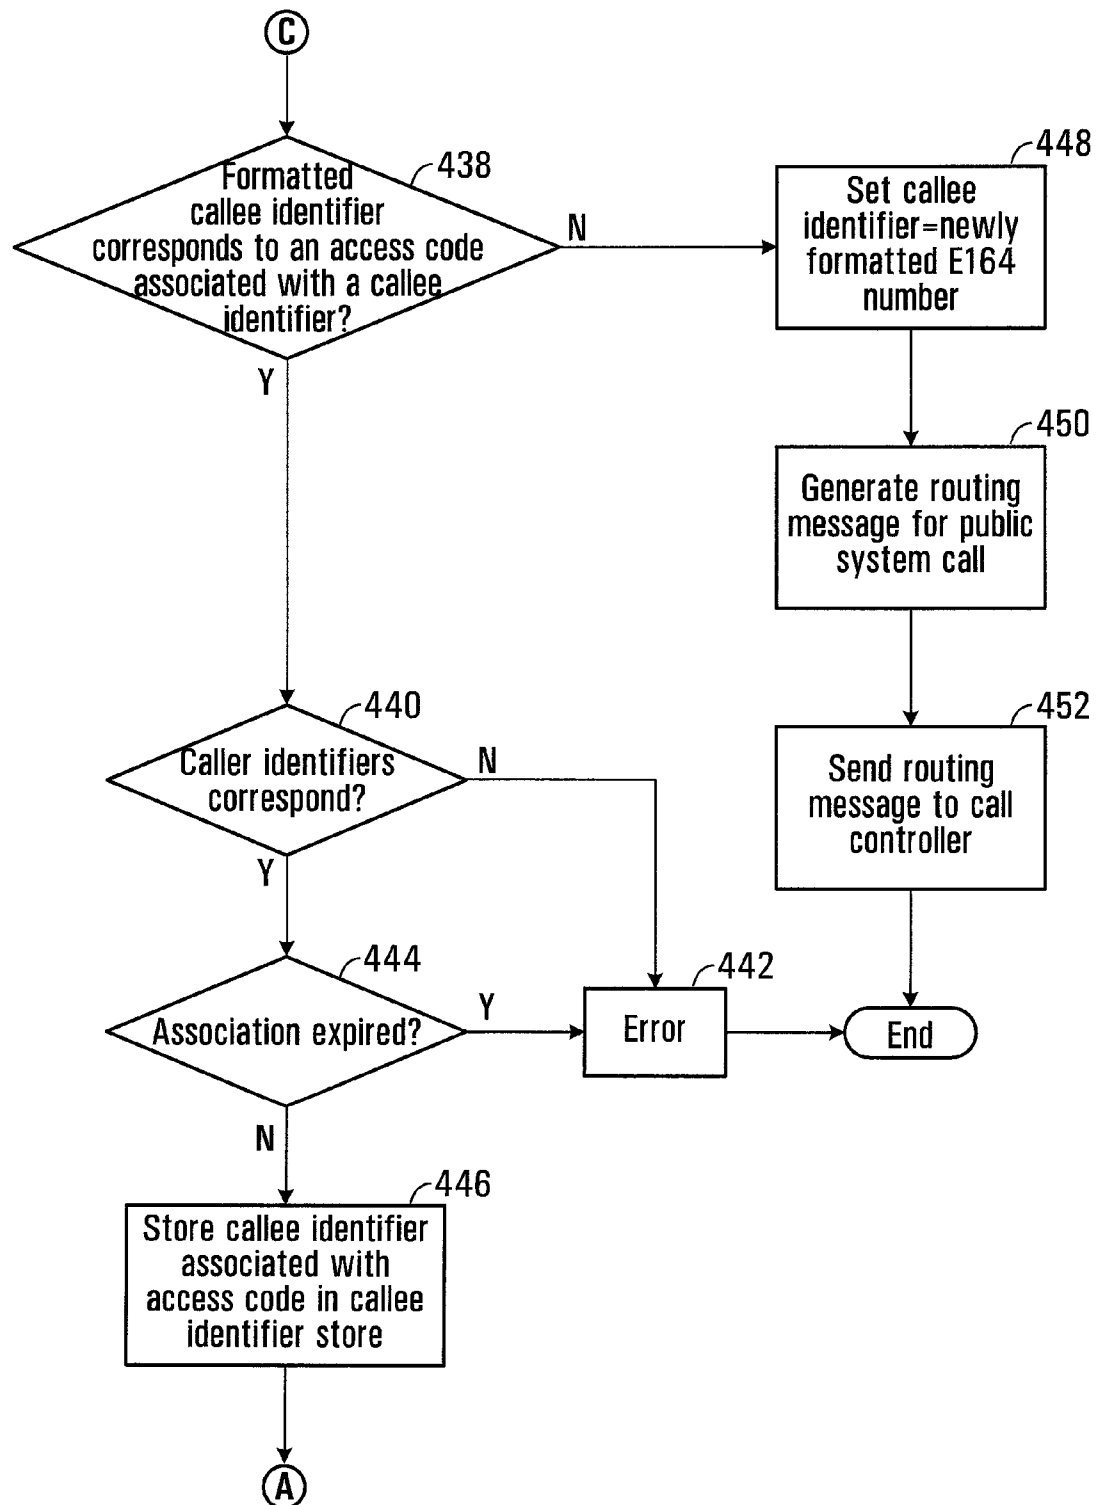 C
438
Formatted
callee identifier
corresponds to an access code
associated with a callee
identifier?
N
Y
448
Set callee
identifier=newly
formatted E164
number
450
Generate routing
message for public
system call
452
Send routing
message to call
controller
440
Caller identifiers
correspond?
N
Y
444
Association expired?
Y
N
442
Error
End
446
Store callee identifier
associated with
access code in callee
identifier store
A